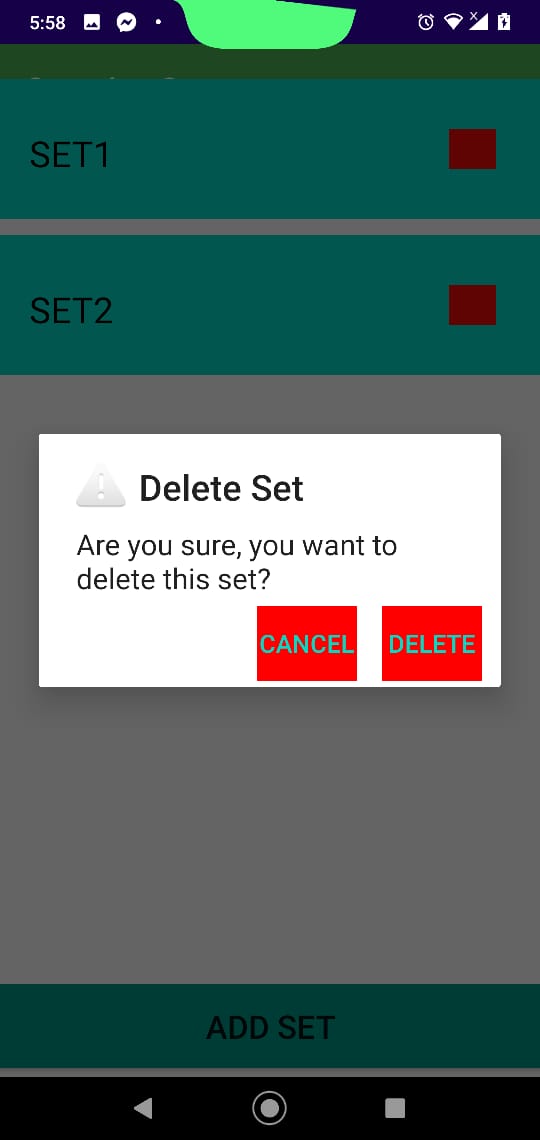 5:58
SET1
SET2
Delete Set
Are you sure, you want to
delete this set?
CANCEL DELETE
ADD SET